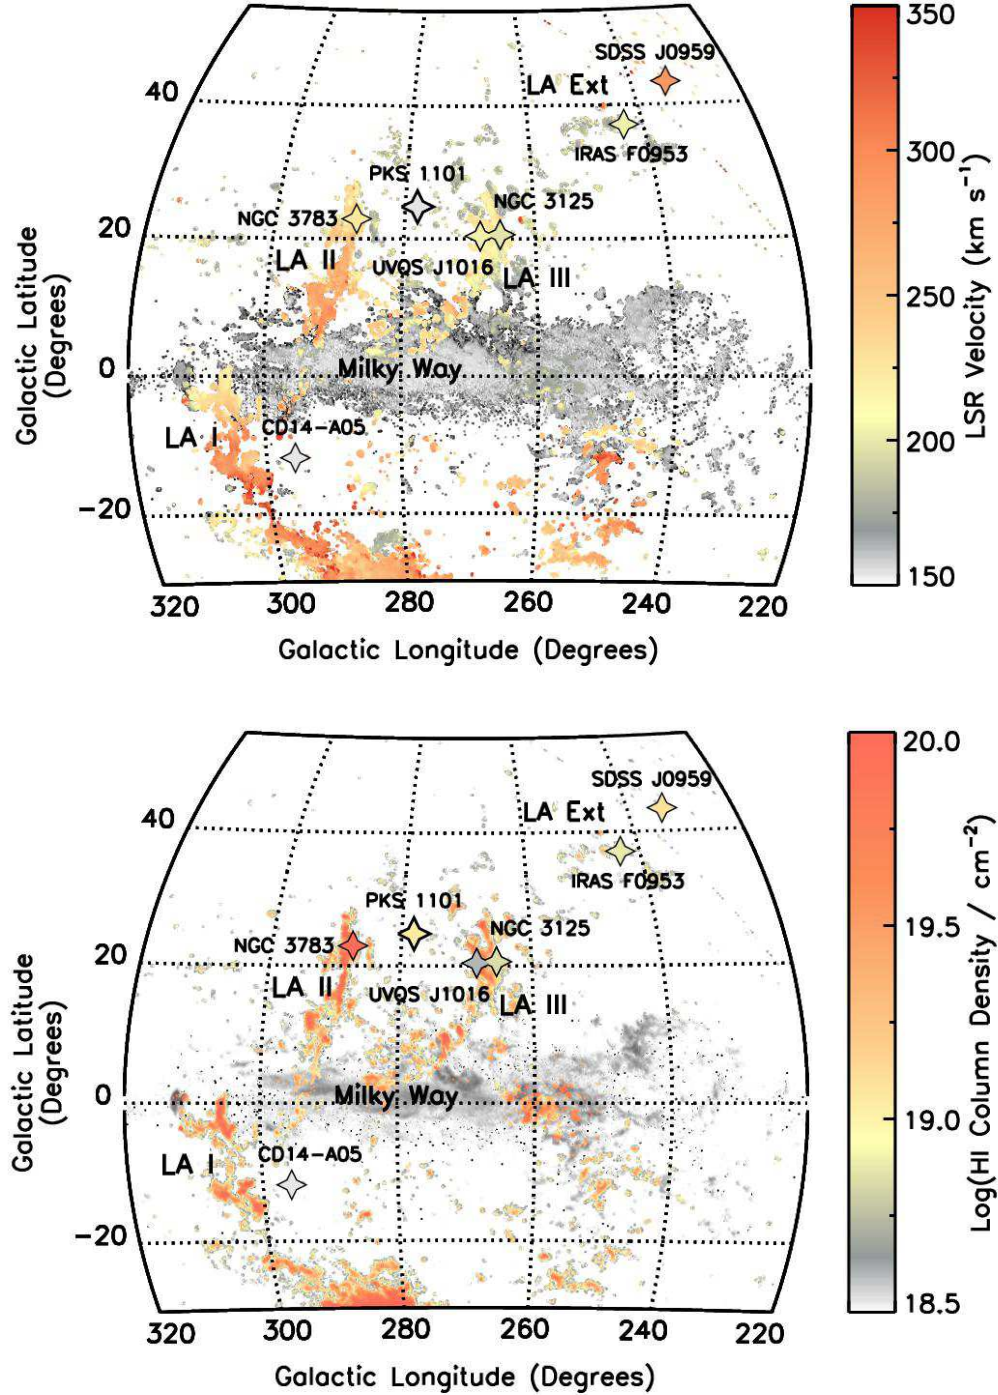 350
SDSS J0959
40
LA Ext
300
IRAS F0953
PKS 1101
NGC 3125
NGC 3783
20
LA II
UVQS J1016
LA III
250
0
Milky Way
LA I
CD14-A05
200
-20
150
320 300 280 260 240 220
Galactic Longitude (Degrees)
Galactic Latitude
(Degrees)
LSR Velocity (km s⁻¹)
20.0
SDSS J0959
40
LA Ext
IRAS F0953
19.5
PKS 1101
NGC 3125
NGC 3783
20
LA II
UVQS J1016
LA III
0
Milky Way
19.0
LA I
CD14-A05
-20
18.5
320 300 280 260 240 220
Galactic Longitude (Degrees)
Galactic Latitude
(Degrees)
Log(HI Column Density / cm⁻²)